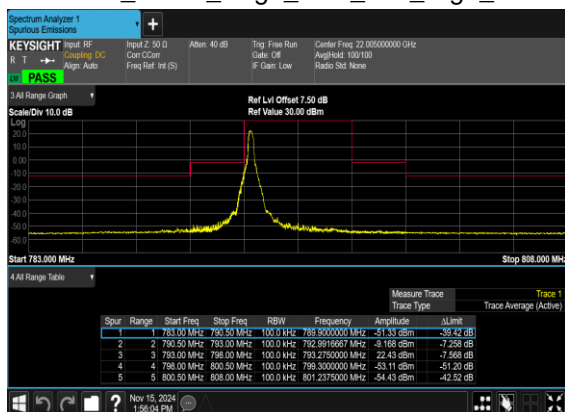 Spectrum Analyzer 1
Spurious Emissions
+
KEYSIGHT Input: RF Input Z: 50 Ω Atten: 40 dB Trig: Free Run Center Freq: 22.005000000 GHz
R T Coupling: DC Corr CCorr Gate: Off Avg|Hold: 100/100
Align: Auto Freq Ref: Int (S) IF Gain: Low Radio Std: None
PASS
3 All Range Graph
Ref Lvl Offset 7.50 dB
Scale/Div 10.0 dB Ref Value 30.00 dBm
Log
20.0
10.0
0.00
-10.0
-20.0
-30.0
-40.0
-50.0
-60.0
Start 783.000 MHz Stop 808.000 MHz
4 All Range Table
Measure Trace Trace 1
Trace Type Trace Average (Active)
Spur Range Start Freq Stop Freq RBW Frequency Amplitude ΔLimit
1 1 783.00 MHz 790.50 MHz 100.0 kHz 789.9000000 MHz -51.33 dBm -39.42 dB
2 2 790.50 MHz 793.00 MHz 100.0 kHz 792.9916667 MHz -9.168 dBm -7.258 dB
3 3 793.00 MHz 798.00 MHz 100.0 kHz 793.2750000 MHz 22.43 dBm -7.568 dB
4 4 798.00 MHz 800.50 MHz 100.0 kHz 799.3000000 MHz -53.11 dBm -51.20 dB
5 5 800.50 MHz 808.00 MHz 100.0 kHz 801.2375000 MHz -54.43 dBm -42.52 dB
Nov 15, 2024
1:56:04 PM